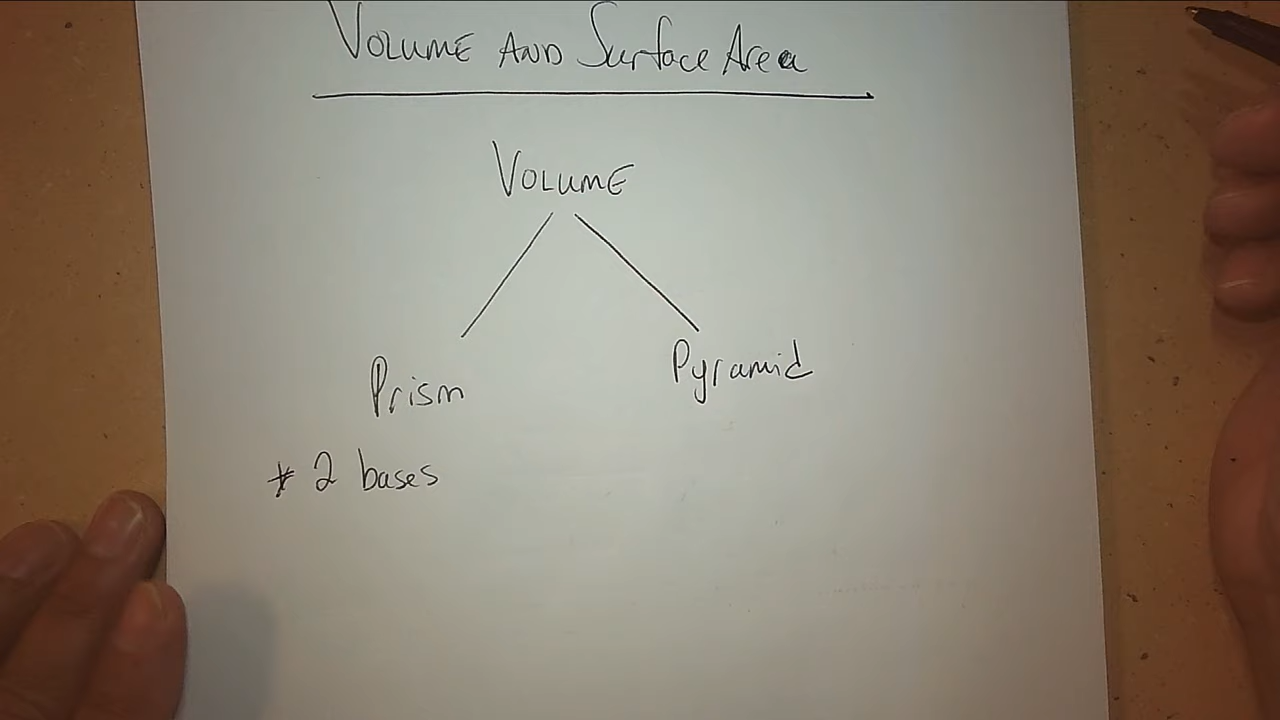 VOLUME AND Surface Area
VOLUME
Prism
Pyramid
* 2 bases